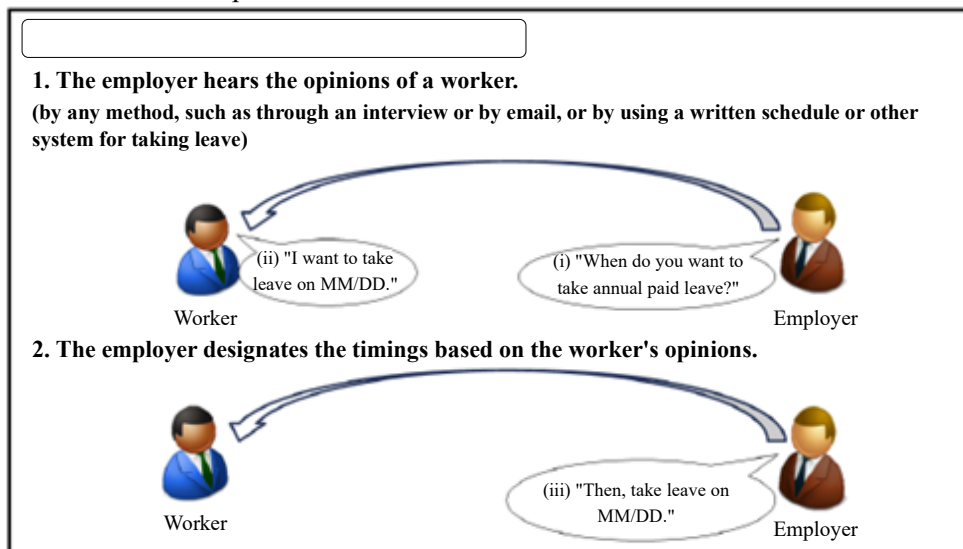 1. The employer hears the opinions of a worker.
(by any method, such as through an interview or by email, or by using a written schedule or other
system for taking leave)
(ii) "I want to take
leave on MM/DD."
(i) "When do you want to
take annual paid leave?"
Worker
Employer
2. The employer designates the timings based on the worker's opinions.
(iii) "Then, take leave on
MM/DD."
Worker
Employer